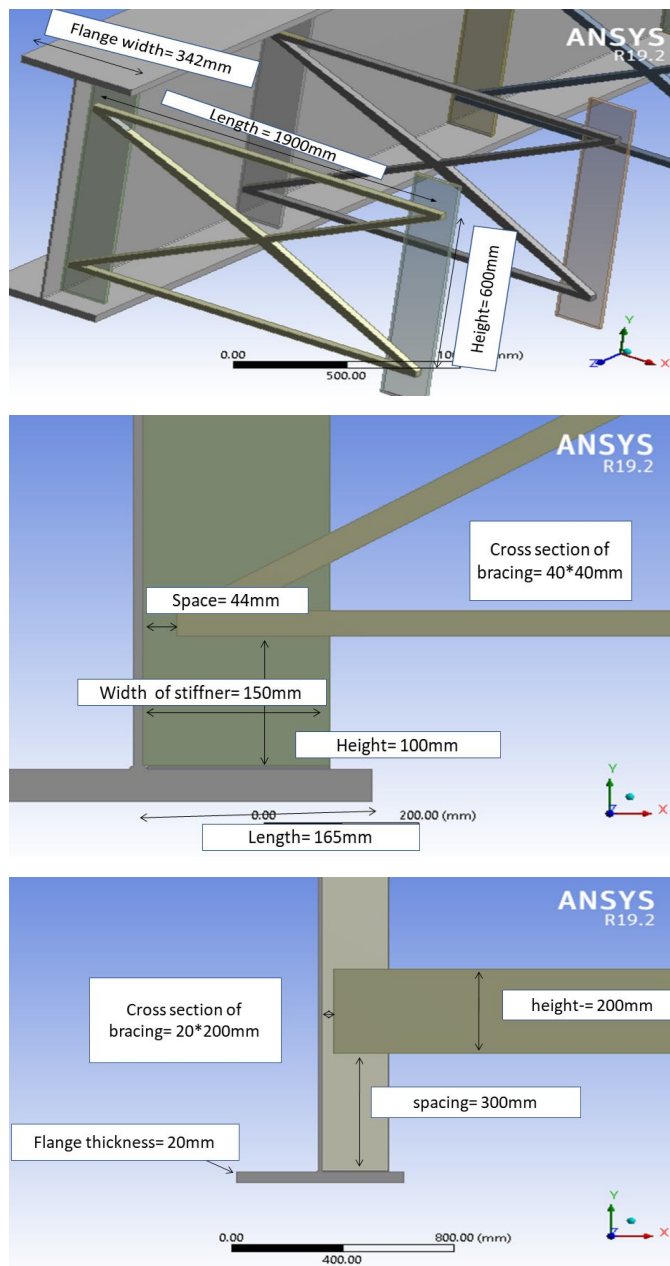 ANSYS
R19.2
Flange width= 342mm
Length = 1900mm
Height= 600mm
0.00
500.00
(mm)
Y
Z
X
ANSYS
R19.2
Cross section of
bracing= 40*40mm
Space= 44mm
Width of stiffner= 150mm
Height= 100mm
0.00
200.00 (mm)
Length= 165mm
Y
Z
X
ANSYS
R19.2
Cross section of
bracing= 20*200mm
height-= 200mm
spacing= 300mm
Flange thickness= 20mm
0.00
800.00 (mm)
400.00
Y
Z
X